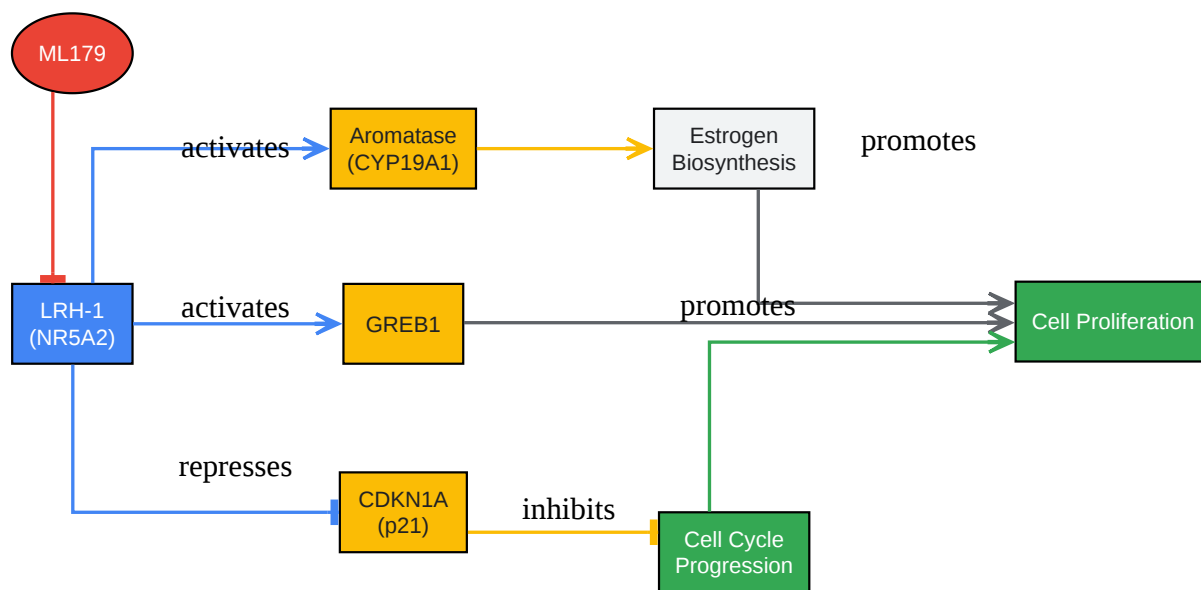 ML179
activates
Aromatase
(CYP19A1)
Estrogen
Biosynthesis
promotes
LRH-1
(NR5A2)
activates
GREB1
promotes
Cell Proliferation
represses
CDKN1A
(p21)
inhibits
Cell Cycle
Progression